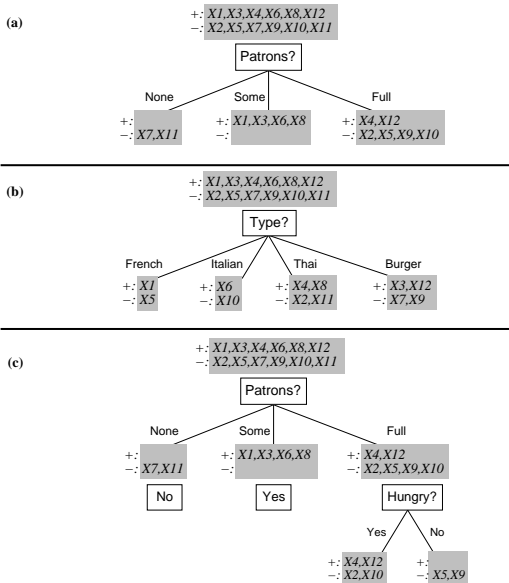 (a)
+: X1,X3,X4,X6,X8,X12
−: X2,X5,X7,X9,X10,X11
Patrons?
None Some Full
+: +: X1,X3,X6,X8 +: X4,X12
−: X7,X11 −: −: X2,X5,X9,X10
(b)
+: X1,X3,X4,X6,X8,X12
−: X2,X5,X7,X9,X10,X11
Type?
French Italian Thai Burger
+: X1 +: X6 +: X4,X8 +: X3,X12
−: X5 −: X10 −: X2,X11 −: X7,X9
(c)
+: X1,X3,X4,X6,X8,X12
−: X2,X5,X7,X9,X10,X11
Patrons?
None Some Full
+: +: X1,X3,X6,X8 +: X4,X12
−: X7,X11 −: −: X2,X5,X9,X10
No Yes Hungry?
Yes No
+: X4,X12 +:
−: X2,X10 −: X5,X9